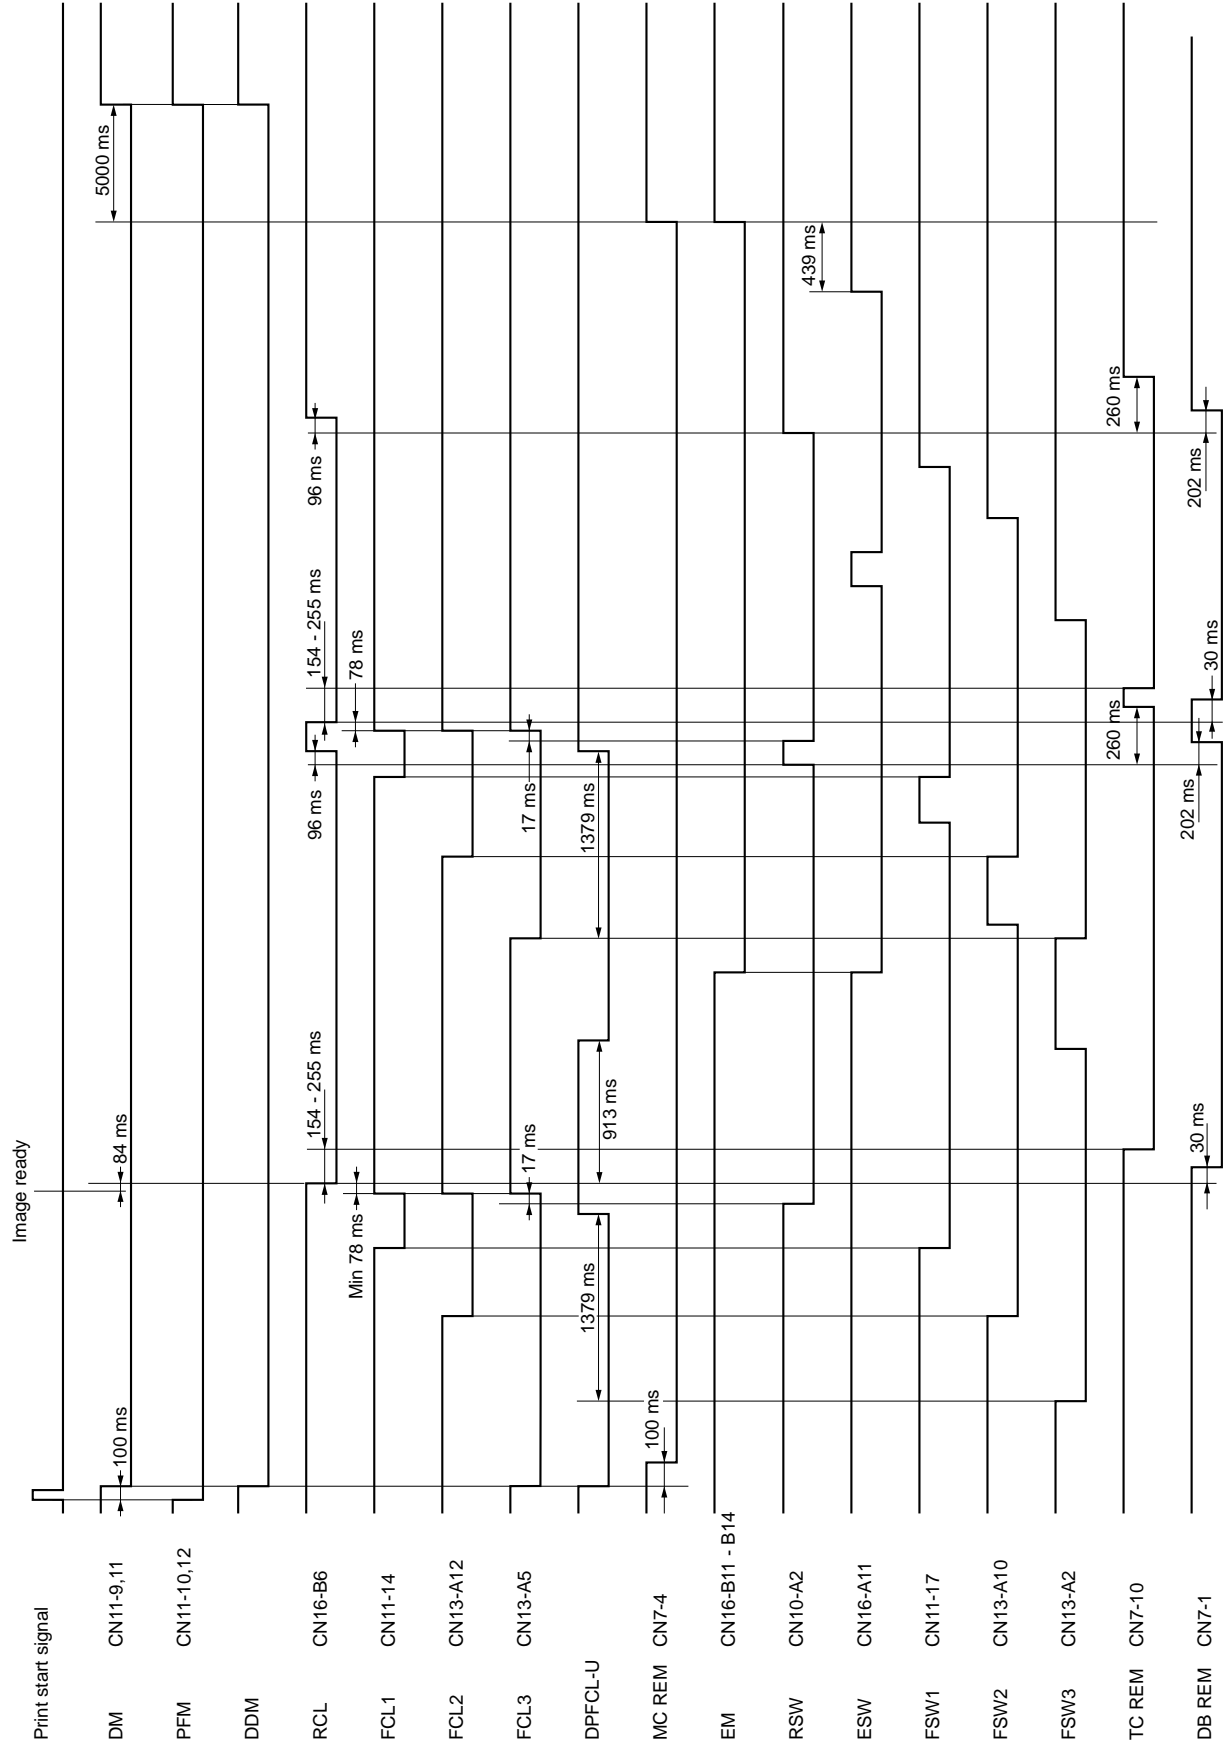 Image ready
Print start signal
DM CN11-9,11
100 ms
84 ms
5000 ms
PFM CN11-10,12
DDM
RCL CN16-B6
154 - 255 ms
96 ms
154 - 255 ms
96 ms
FCL1 CN11-14
Min 78 ms
78 ms
FCL2 CN13-A12
FCL3 CN13-A5
17 ms
17 ms
DPFCL-U
1379 ms
913 ms
1379 ms
MC REM CN7-4
100 ms
EM CN16-B11 - B14
RSW CN10-A2
439 ms
ESW CN16-A11
FSW1 CN11-17
FSW2 CN13-A10
FSW3 CN13-A2
TC REM CN7-10
260 ms
260 ms
DB REM CN7-1
30 ms
202 ms
30 ms
202 ms